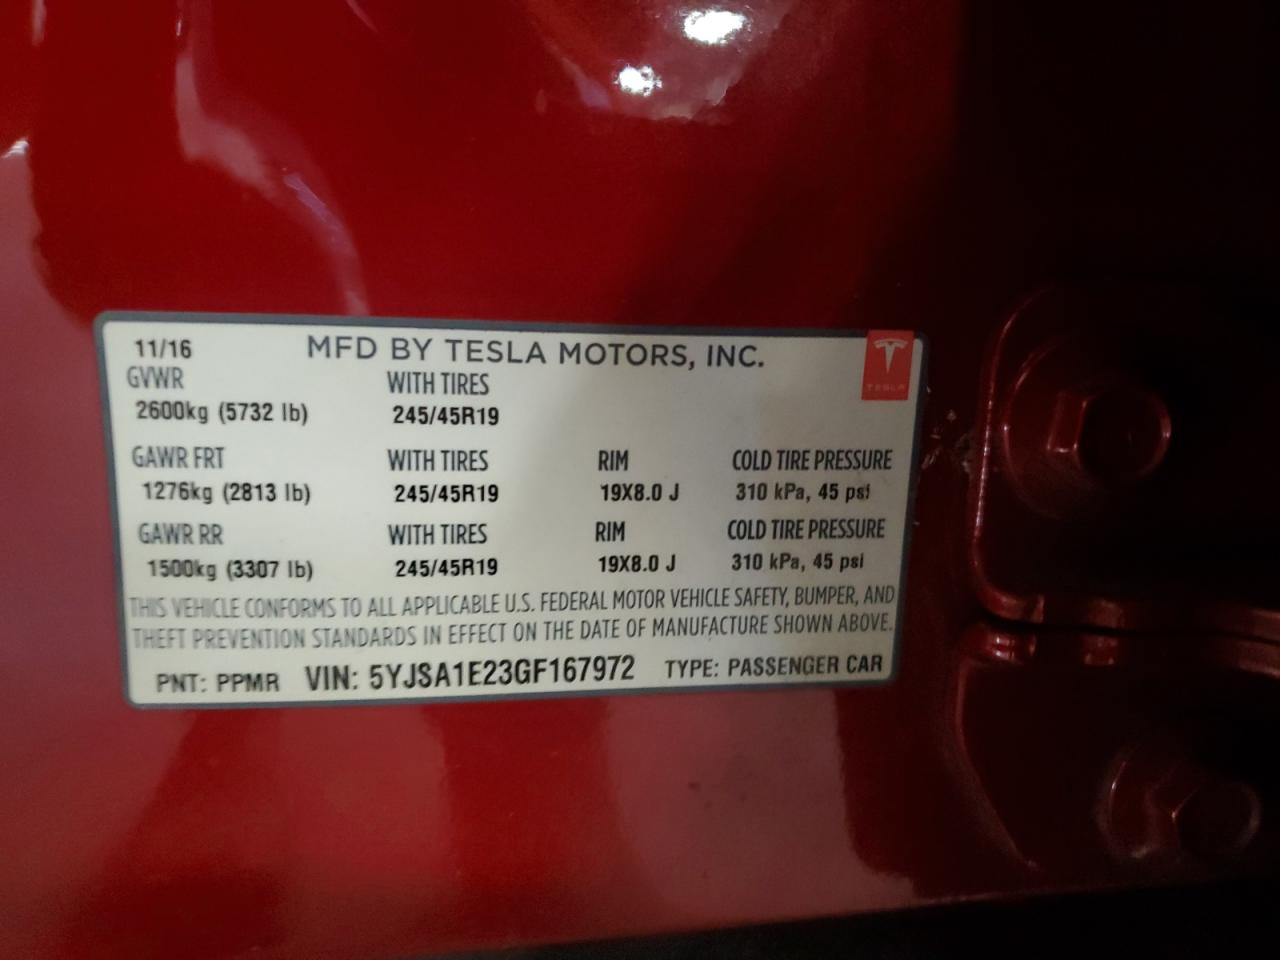 11/16 MFD BY TESLA MOTORS, INC.
TESLA
GVWR WITH TIRES
2600kg (5732 lb) 245/45R19
GAWR FRT WITH TIRES RIM COLD TIRE PRESSURE
1276kg (2813 lb) 245/45R19 19X8.0 J 310 kPa, 45 psi
GAWR RR WITH TIRES RIM COLD TIRE PRESSURE
1500kg (3307 lb) 245/45R19 19X8.0 J 310 kPa, 45 psi
THIS VEHICLE CONFORMS TO ALL APPLICABLE U.S. FEDERAL MOTOR VEHICLE SAFETY, BUMPER, AND
THEFT PREVENTION STANDARDS IN EFFECT ON THE DATE OF MANUFACTURE SHOWN ABOVE.
PNT: PPMR VIN: 5YJSA1E23GF167972 TYPE: PASSENGER CAR